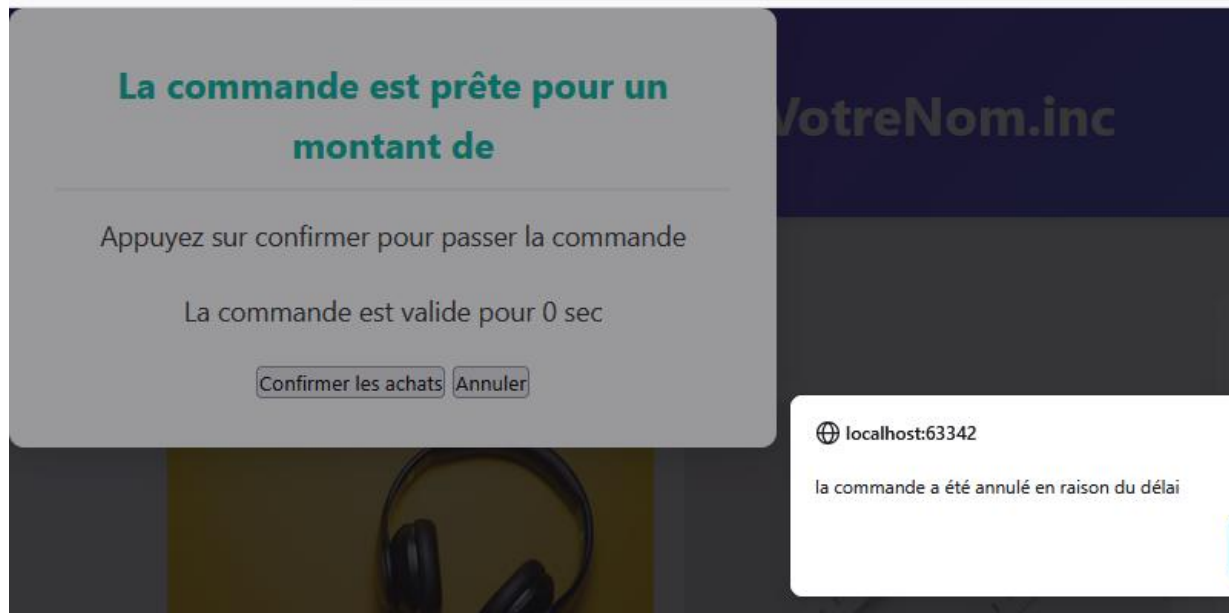 La commande est prête pour un
montant de
Appuyez sur confirmer pour passer la commande
La commande est valide pour 0 sec
Confirmer les achats
Annuler
VotreNom.inc
localhost:63342
la commande a été annulé en raison du délai